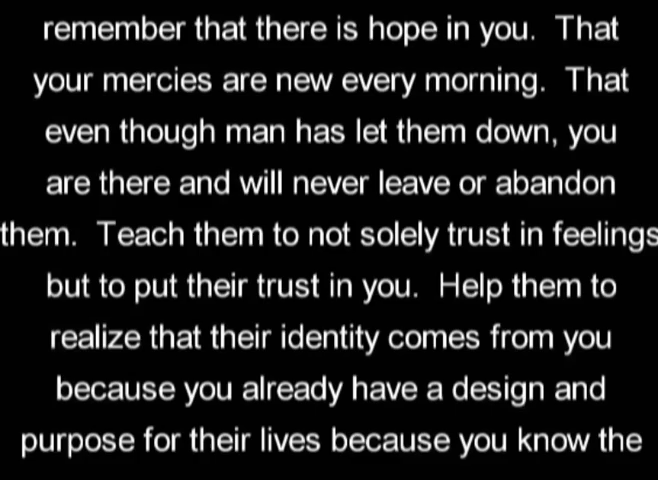 remember that there is hope in you.  That
your mercies are new every morning.  That
even though man has let them down, you
are there and will never leave or abandon
them.  Teach them to not solely trust in feelings
but to put their trust in you.  Help them to
realize that their identity comes from you
because you already have a design and
purpose for their lives because you know the